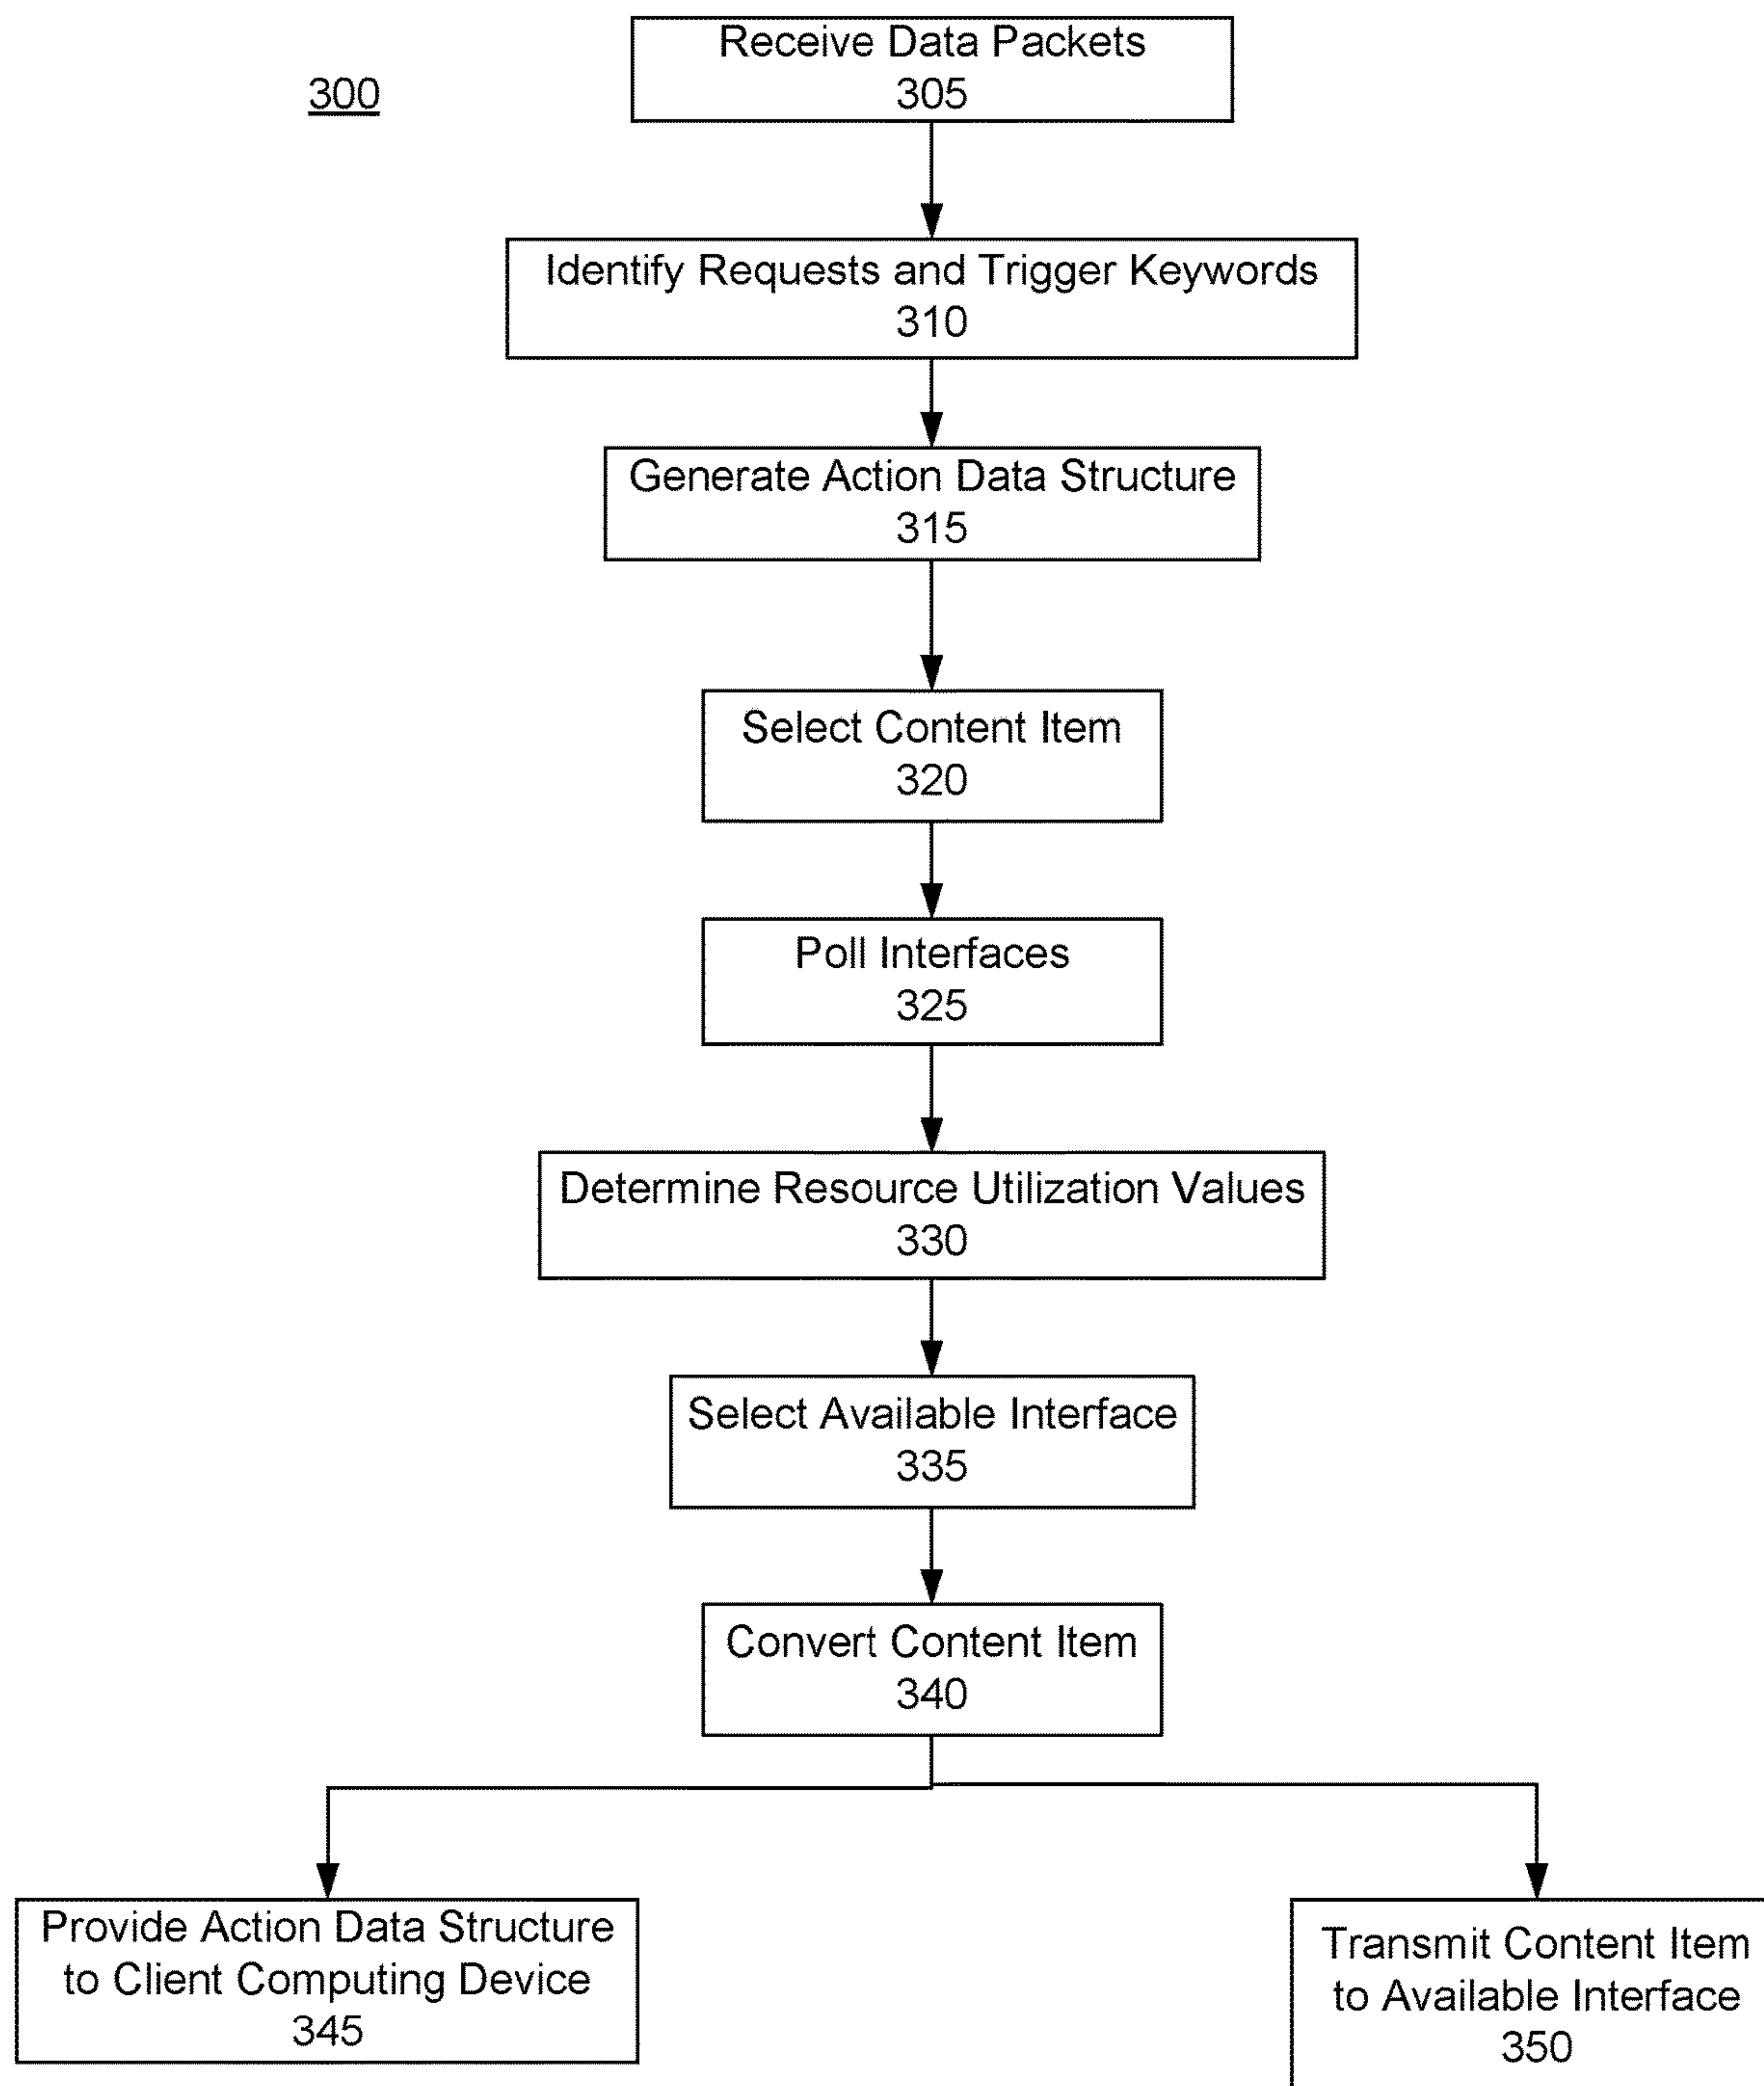 300
Receive Data Packets
305
Identify Requests and Trigger Keywords
310
Generate Action Data Structure
315
Select Content Item
320
Poll Interfaces
325
Determine Resource Utilization Values
330
Select Available Interface
335
Convert Content Item
340
Provide Action Data Structure
to Client Computing Device
345
Transmit Content Item
to Available Interface
350